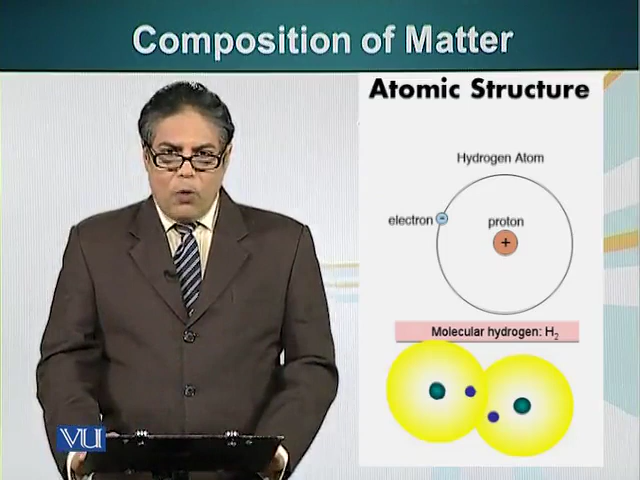 Composition of Matter
Atomic Structure
Hydrogen Atom
electron
-
proton
+
Molecular hydrogen: H₂
VU